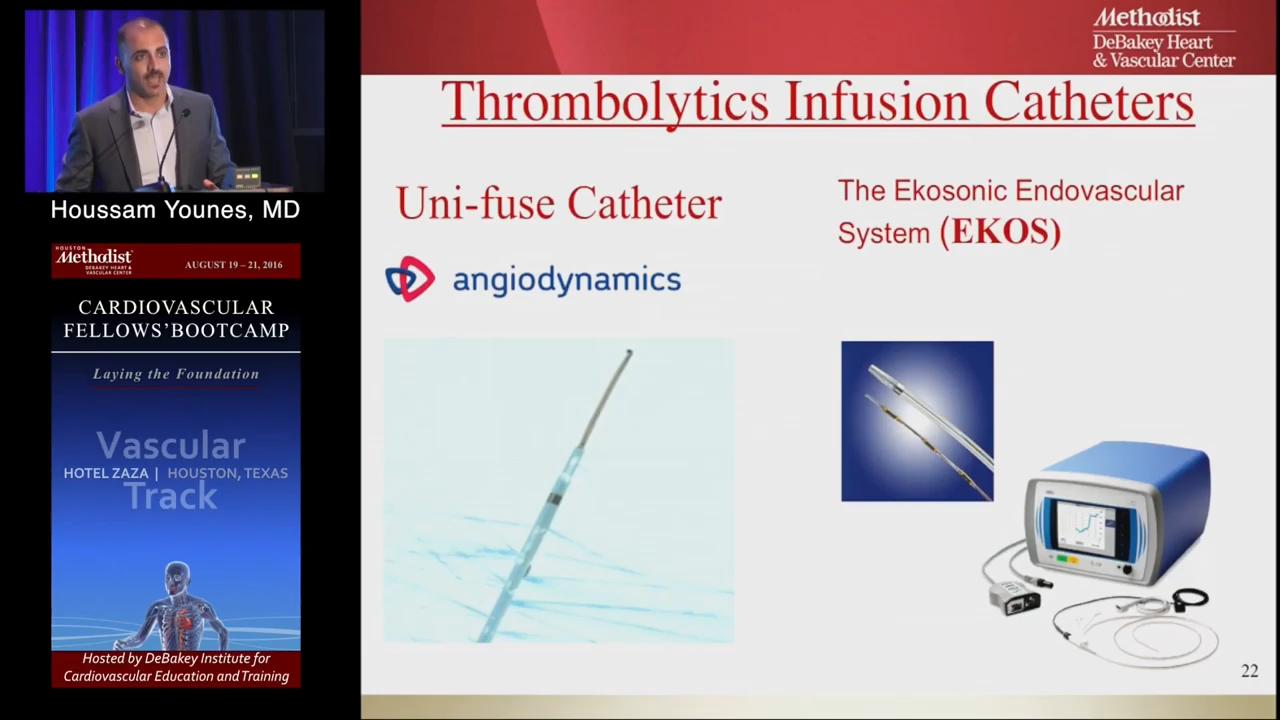 Houssam Younes, MD
HOUSTON
Methodist
DEBAKEY HEART &
VASCULAR CENTER
AUGUST 19 – 21, 2016
CARDIOVASCULAR
FELLOWS'BOOTCAMP
Laying the Foundation
Vascular
HOTEL ZAZA | HOUSTON, TEXAS
Track
Hosted by DeBakey Institute for
Cardiovascular Education and Training
Methodist
DeBakey Heart
& Vascular Center
Thrombolytics Infusion Catheters
Uni-fuse Catheter
angiodynamics
The Ekosonic Endovascular
System (EKOS)
22